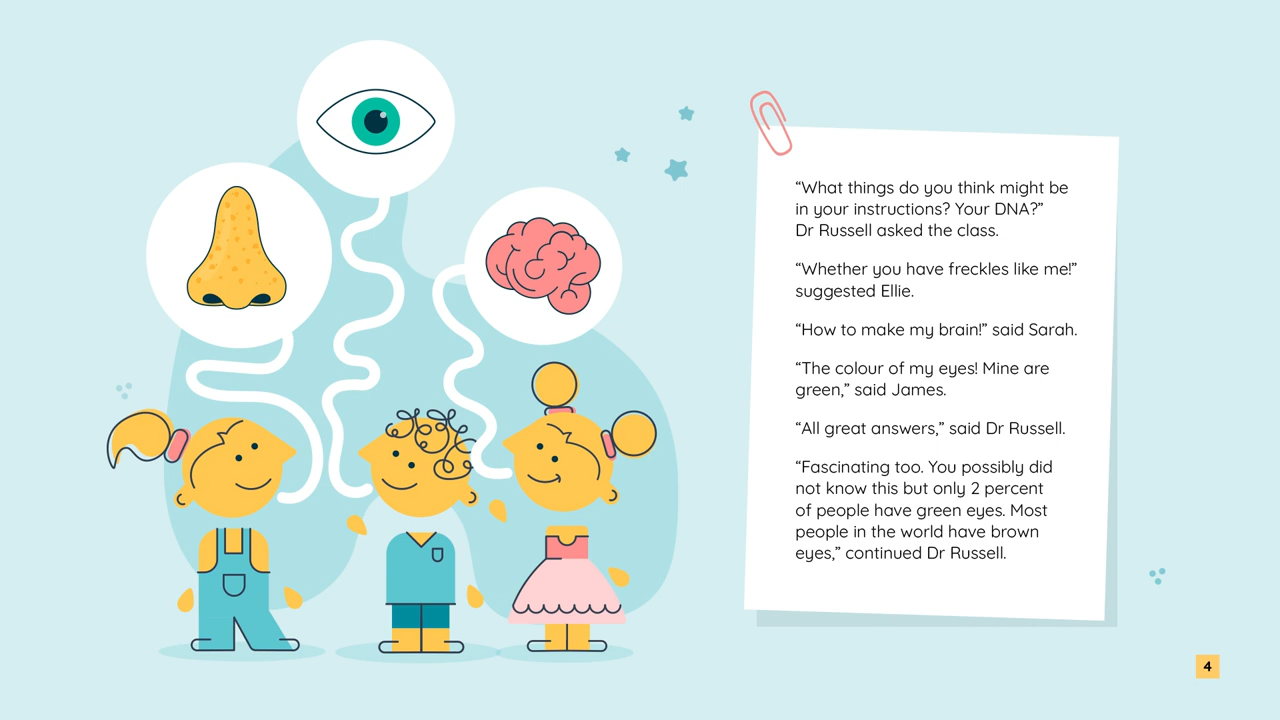 “What things do you think might be
in your instructions? Your DNA?”
Dr Russell asked the class.
“Whether you have freckles like me!”
suggested Ellie.
“How to make my brain!” said Sarah.
“The colour of my eyes! Mine are
green,” said James.
“All great answers,” said Dr Russell.
“Fascinating too. You possibly did
not know this but only 2 percent
of people have green eyes. Most
people in the world have brown
eyes,” continued Dr Russell.
4